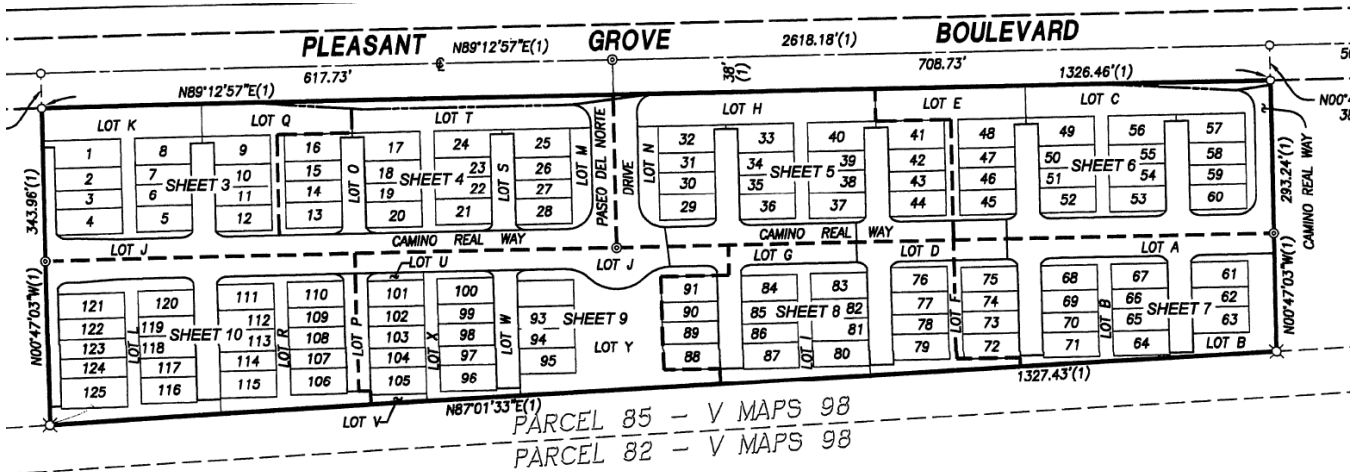 PLEASANT GROVE BOULEVARD
N89°12'57"E(1) 2618.18'(1)
617.73' 38'(1) 708.73' 1326.46'(1)
N89°12'57"E(1)
LOT K LOT Q LOT T LOT H LOT E LOT C
343.96'(1) 293.24'(1)
N00°47'03"W(1) N00°47'03"W(1)
CAMINO REAL WAY
PASEO DEL NORTE DRIVE
LOT O LOT S LOT M LOT N
1 8 9 16 17 24 25 32 33 40 41 48 49 56 57
2 7 10 15 18 23 26 31 34 39 42 47 50 55 58
SHEET 3 SHEET 4 SHEET 5 SHEET 6
3 6 11 14 19 22 27 30 35 38 43 46 51 54 59
4 5 12 13 20 21 28 29 36 37 44 45 52 53 60
CAMINO REAL WAY CAMINO REAL WAY
LOT J LOT U LOT J LOT G LOT D LOT A
121 120 111 110 101 100 91 84 83 76 75 68 67 61
122 119 112 109 102 99 93 90 85 82 77 74 69 66 62
SHEET 10 SHEET 9 SHEET 8 SHEET 7
123 118 113 108 103 98 94 89 86 81 78 73 70 65 63
124 117 114 107 104 97 95 88 87 80 79 72 71 64
125 116 115 106 105 96
LOT L LOT R LOT P LOT X LOT W LOT Y LOT I LOT F LOT B LOT B
LOT V N87°01'33"E(1) 1327.43'(1)
PARCEL 85 - V MAPS 98
PARCEL 82 - V MAPS 98